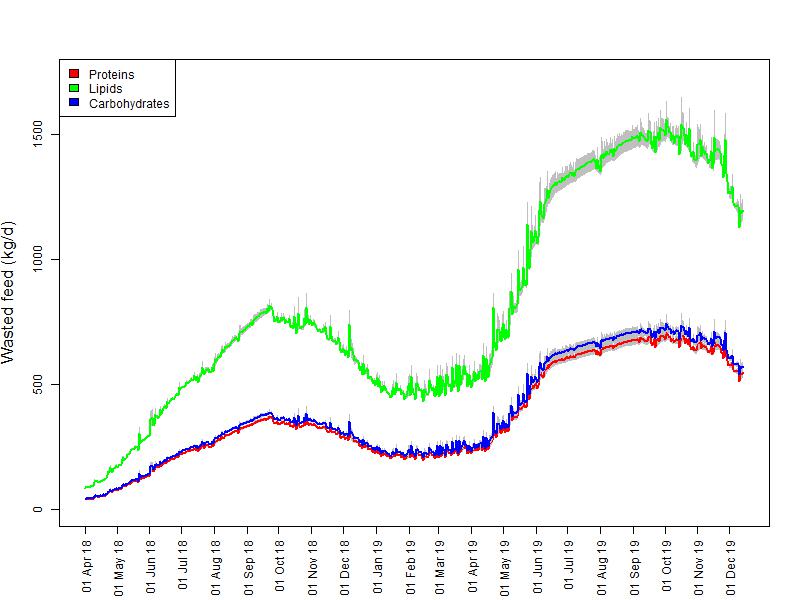 Proteins
Lipids
Carbohydrates
Wasted feed (kg/d)
1500
1000
500
0
01 Apr 18
01 May 18
01 Jun 18
01 Jul 18
01 Aug 18
01 Sep 18
01 Oct 18
01 Nov 18
01 Dec 18
01 Jan 19
01 Feb 19
01 Mar 19
01 Apr 19
01 May 19
01 Jun 19
01 Jul 19
01 Aug 19
01 Sep 19
01 Oct 19
01 Nov 19
01 Dec 19